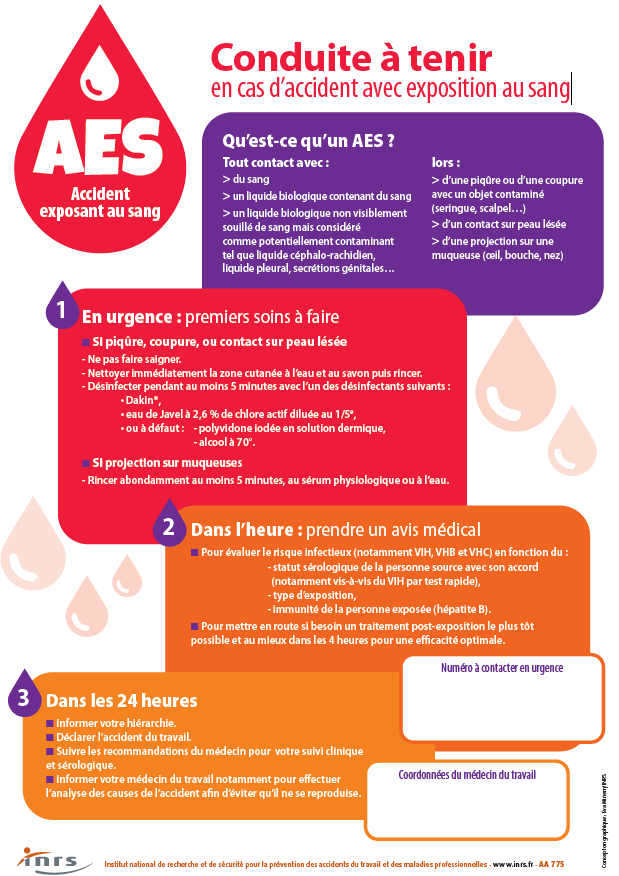 AES
Accident
exposant au sang
Conduite à tenir
en cas d'accident avec exposition au sang
Qu'est-ce qu'un AES ?
Tout contact avec :
> du sang
> un liquide biologique contenant du sang
> un liquide biologique non visiblement
souillé de sang mais considéré
comme potentiellement contaminant
tel que liquide céphalo-rachidien,
liquide pleural, secrétions génitales…
lors :
> d'une piqûre ou d'une coupure
avec un objet contaminé
(seringue, scalpel…)
> d'un contact sur peau lésée
> d'une projection sur une
muqueuse (œil, bouche, nez)
1
En urgence : premiers soins à faire
■ Si piqûre, coupure, ou contact sur peau lésée
- Ne pas faire saigner.
- Nettoyer immédiatement la zone cutanée à l'eau et au savon puis rincer.
- Désinfecter pendant au moins 5 minutes avec l'un des désinfectants suivants :
• Dakin®,
• eau de Javel à 2,6 % de chlore actif diluée au 1/5e,
• ou à défaut : - polyvidone iodée en solution dermique,
- alcool à 70°.
■ Si projection sur muqueuses
- Rincer abondamment au moins 5 minutes, au sérum physiologique ou à l'eau.
2
Dans l'heure : prendre un avis médical
■ Pour évaluer le risque infectieux (notamment VIH, VHB et VHC) en fonction du :
- statut sérologique de la personne source avec son accord
(notamment vis-à-vis du VIH par test rapide),
- type d'exposition,
- immunité de la personne exposée (hépatite B).
■ Pour mettre en route si besoin un traitement post-exposition le plus tôt
possible et au mieux dans les 4 heures pour une efficacité optimale.
Numéro à contacter en urgence
3
Dans les 24 heures
■ Informer votre hiérarchie.
■ Déclarer l'accident du travail.
■ Suivre les recommandations du médecin pour votre suivi clinique
et sérologique.
■ Informer votre médecin du travail notamment pour effectuer
l'analyse des causes de l'accident afin d'éviter qu'il ne se reproduise.
Coordonnées du médecin du travail
inrs
Institut national de recherche et de sécurité pour la prévention des accidents du travail et des maladies professionnelles - www.inrs.fr - AA 775
Conception graphique :